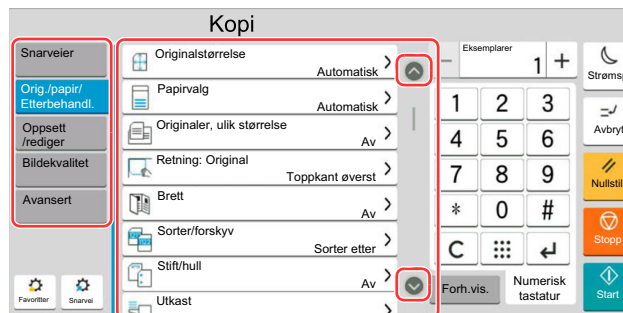 Kopi
Snarveier
Orig./papir/
Etterbehandl.
Oppsett
/rediger
Bildekvalitet
Avansert
Favoritter
Snarvei
Originalstørrelse
Automatisk
Papirvalg
Automatisk
Originaler, ulik størrelse
Av
Retning: Original
Toppkant øverst
Brett
Av
Sorter/forskyv
Sorter etter
Stift/hull
Av
Utkast
Eksemplarer
− 1 +
1 2 3
4 5 6
7 8 9
* 0 #
C
Forh.vis.
Numerisk
tastatur
Strømsp
Avbryt
Nullstil
Stopp
Start